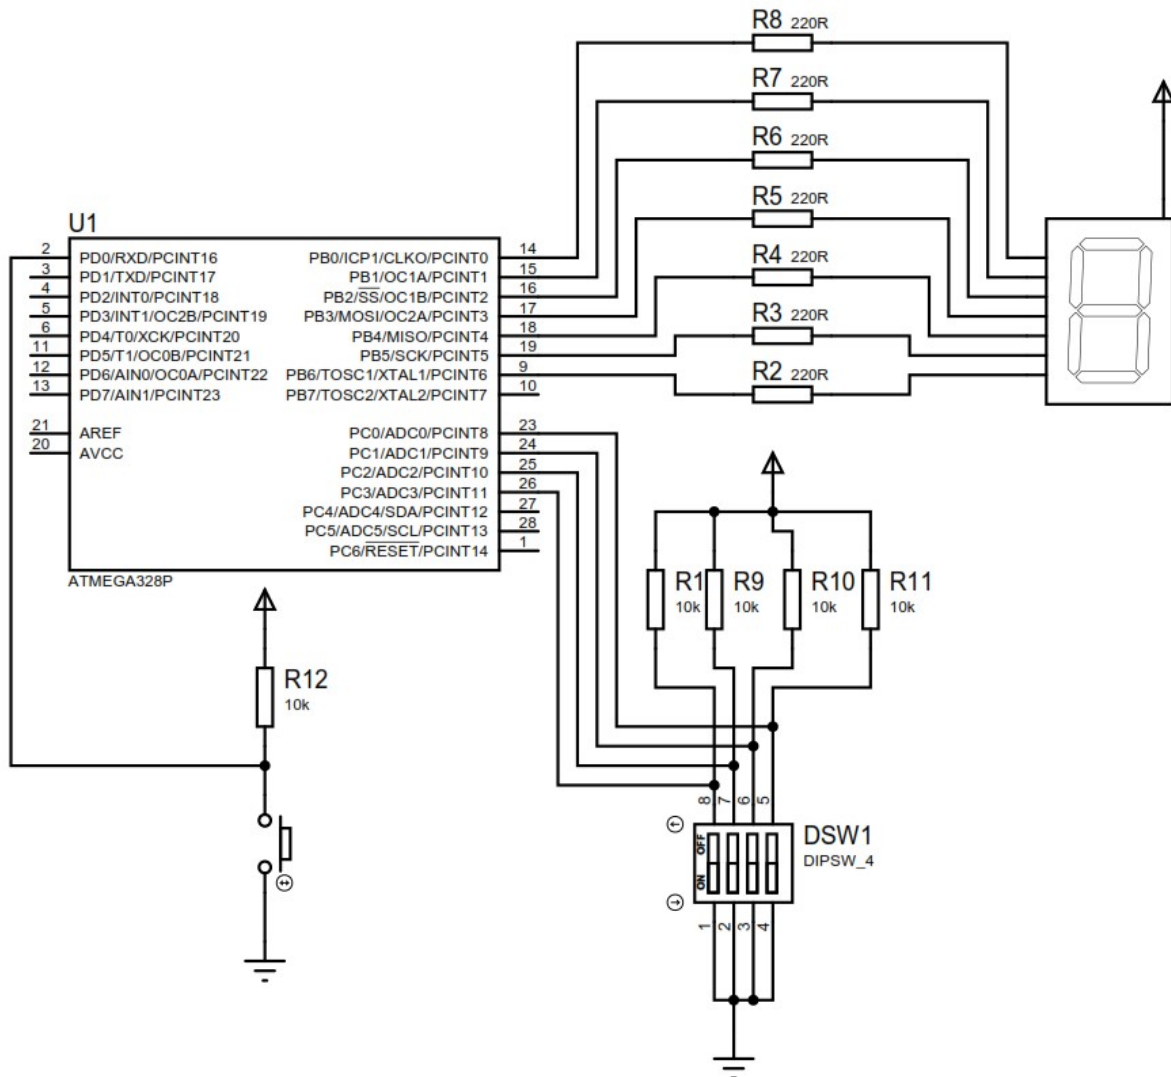 R8 220R
R7 220R
R6 220R
R5 220R
R4 220R
R3 220R
R2 220R
U1
2 PD0/RXD/PCINT16 PB0/ICP1/CLKO/PCINT0 14
3 PD1/TXD/PCINT17 PB1/OC1A/PCINT1 15
4 PD2/INT0/PCINT18 PB2/SS/OC1B/PCINT2 16
5 PD3/INT1/OC2B/PCINT19 PB3/MOSI/OC2A/PCINT3 17
6 PD4/T0/XCK/PCINT20 PB4/MISO/PCINT4 18
11 PD5/T1/OC0B/PCINT21 PB5/SCK/PCINT5 19
12 PD6/AIN0/OC0A/PCINT22 PB6/TOSC1/XTAL1/PCINT6 9
13 PD7/AIN1/PCINT23 PB7/TOSC2/XTAL2/PCINT7 10
21 AREF PC0/ADC0/PCINT8 23
20 AVCC PC1/ADC1/PCINT9 24
PC2/ADC2/PCINT10 25
PC3/ADC3/PCINT11 26
PC4/ADC4/SDA/PCINT12 27
PC5/ADC5/SCL/PCINT13 28
PC6/RESET/PCINT14 1
ATMEGA328P
R1 R9 R10 R11
10k 10k 10k 10k
R12
10k
8 7 6 5
OFF
ON
DSW1
DIPSW_4
1 2 3 4